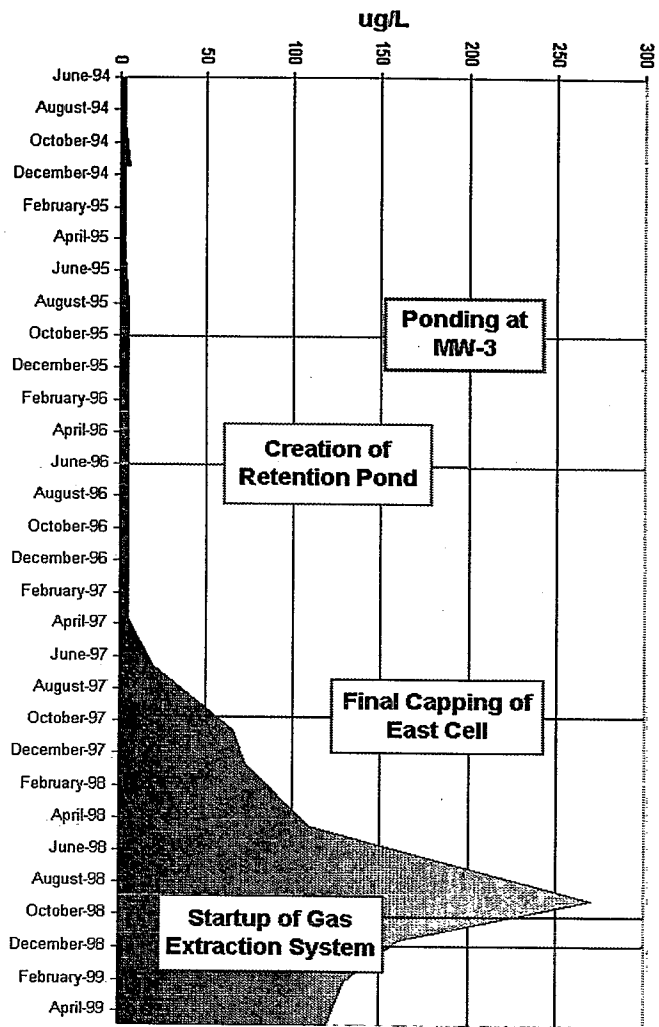 ug/L
0
50
100
150
200
250
300
June-94
August-94
October-94
December-94
February-95
April-95
June-95
August-95
October-95
December-95
February-96
April-96
June-96
August-96
October-96
December-96
February-97
April-97
June-97
August-97
October-97
December-97
February-98
April-98
June-98
August-98
October-98
December-98
February-99
April-99
Ponding at
MW-3
Creation of
Retention Pond
Final Capping of
East Cell
Startup of Gas
Extraction System